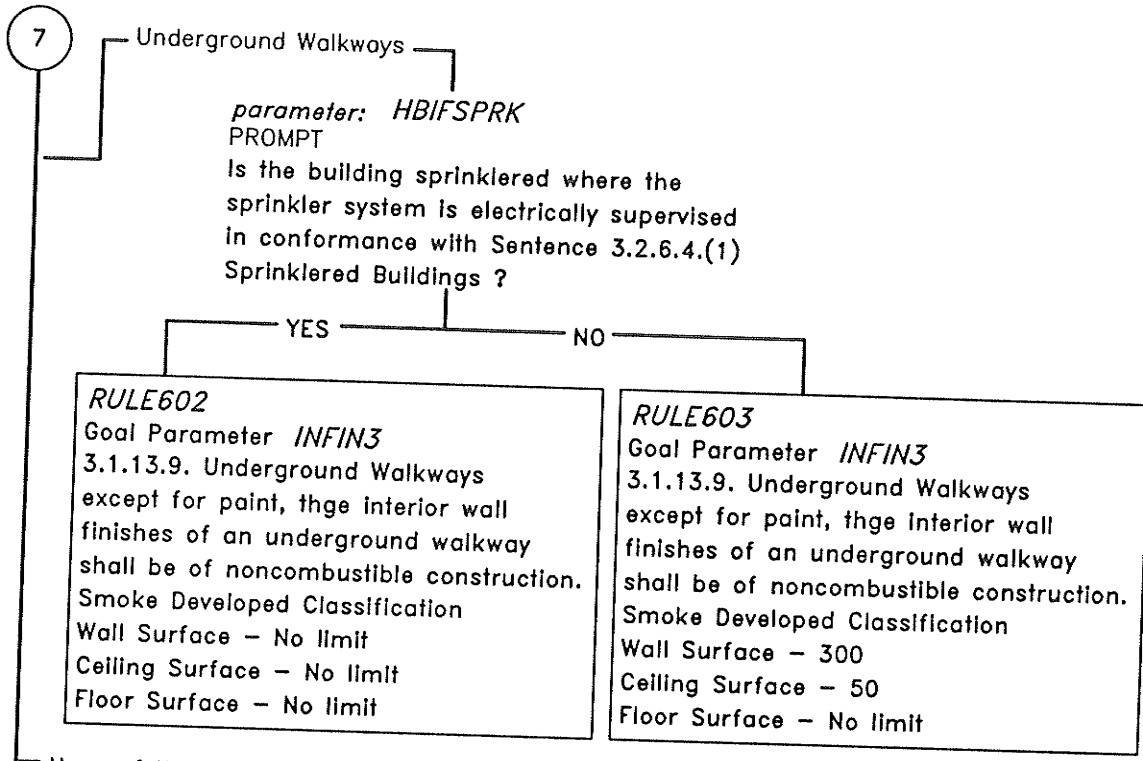 7
Underground Walkways
parameter: HBIFSPRK
PROMPT
Is the building sprinklered where the
sprinkler system is electrically supervised
in conformance with Sentence 3.2.6.4.(1)
Sprinklered Buildings ?
YES
NO
RULE602
Goal Parameter INFIN3
3.1.13.9. Underground Walkways
except for paint, thge interior wall
finishes of an underground walkway
shall be of noncombustible construction.
Smoke Developed Classification
Wall Surface – No limit
Ceiling Surface – No limit
Floor Surface – No limit
RULE603
Goal Parameter INFIN3
3.1.13.9. Underground Walkways
except for paint, thge interior wall
finishes of an underground walkway
shall be of noncombustible construction.
Smoke Developed Classification
Wall Surface – 300
Ceiling Surface – 50
Floor Surface – No limit